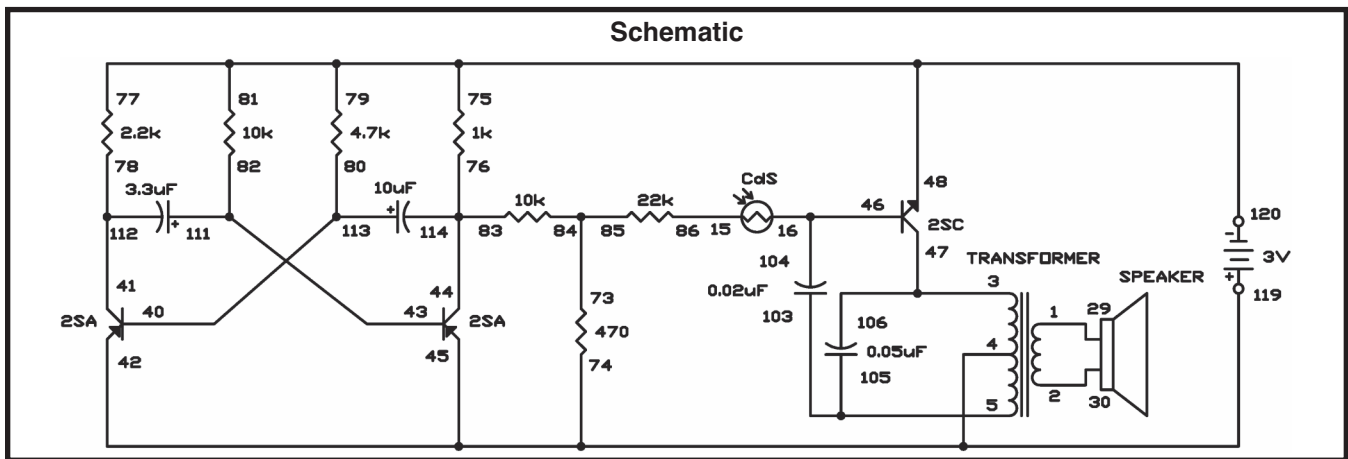 Schematic
77 81 79 75
2.2k 10k 4.7k 1k
78 82 80 76
3.3uF 10uF 10k 22k CdS 48
+ + 46 120
112 111 113 114 83 84 85 86 15 16 2SC
104 47 - 3V
TRANSFORMER + 119
41 44 0.02uF 3 SPEAKER
40 43 73 103 106 1 29
2SA 2SA 470 0.05uF 4
42 45 74 105 5 2 30